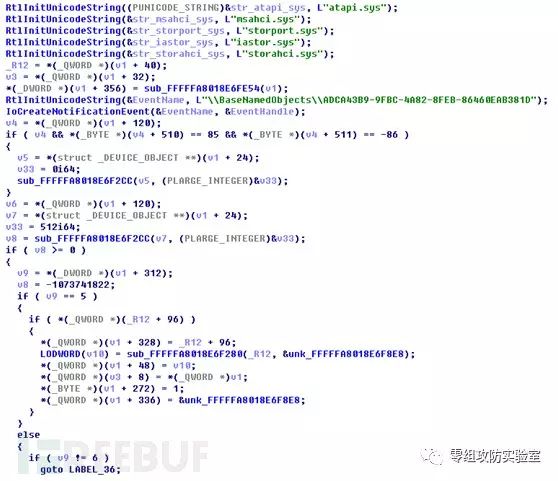 RtlInitUnicodeString((PUNICODE_STRING)&str_atapi_sys, L"atapi.sys");
RtlInitUnicodeString(&str_msahci_sys, L"msahci.sys");
RtlInitUnicodeString(&str_storport_sys, L"storport.sys");
RtlInitUnicodeString(&str_iastor_sys, L"iastor.sys");
RtlInitUnicodeString(&str_storahci_sys, L"storahci.sys");
_R12 = *(_QWORD *)(v1 + 40);
v3 = *(_QWORD *)(v1 + 32);
*(_DWORD *)(v1 + 356) = sub_FFFFFA8018E6FE54(v1);
RtlInitUnicodeString(&EventName, L"\\BaseNamedObjects\\ADCA43B9-9FBC-4A82-8FEB-86460EAB381D");
IoCreateNotificationEvent(&EventName, &EventHandle);
v4 = *(_QWORD *)(v1 + 120);
if ( v4 && *(_BYTE *)(v4 + 510) == 85 && *(_BYTE *)(v4 + 511) == -86 )
{
v5 = *(struct _DEVICE_OBJECT **)(v1 + 24);
v33 = 0i64;
sub_FFFFFA8018E6F2CC(v5, (PLARGE_INTEGER)&v33);
}
v6 = *(_QWORD *)(v1 + 120);
v7 = *(struct _DEVICE_OBJECT **)(v1 + 24);
v33 = 512i64;
v8 = sub_FFFFFA8018E6F2CC(v7, (PLARGE_INTEGER)&v33);
if ( v8 >= 0 )
{
v9 = *(_DWORD *)(v1 + 312);
v8 = -1073741822;
if ( v9 == 5 )
{
if ( *(_QWORD *)(_R12 + 96) )
{
*(_QWORD *)(v1 + 328) = _R12 + 96;
LODWORD(v10) = sub_FFFFFA8018E6F280(_R12, &unk_FFFFFA8018E6F8E8);
*(_QWORD *)(v1 + 48) = v10;
*(_QWORD *)(v3 + 8) = *(_QWORD *)v1;
*(_BYTE *)(v1 + 272) = 1;
*(_QWORD *)(v1 + 336) = &unk_FFFFFA8018E6F8E8;
}
}
else
{
if ( v9 != 6 )
goto LABEL_36;
FREEBUF
零组攻防实验室